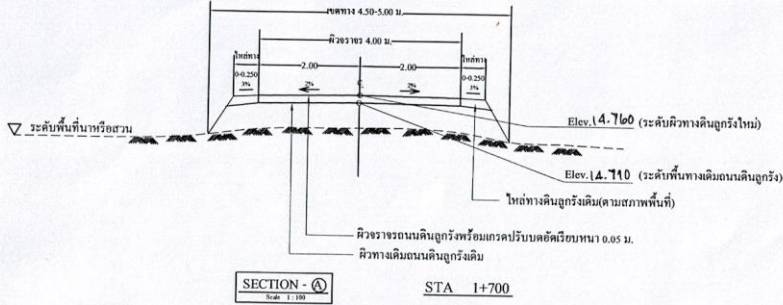 เขตทาง 4.50-5.00 ม.
ผิวจราจร 4.00 ม.
ไหล่ทาง
ไหล่ทาง
2.00
2.00
0-0.250
0-0.250
3%
2%
2%
3%
Elev.14.760 (ระดับผิวทางดินลูกรังใหม่)
ระดับพื้นที่นาหรือสวน
Elev.14.710 (ระดับพื้นทางเดิมถนนดินลูกรัง)
ไหล่ทางดินลูกรังเดิม(ตามสภาพพื้นที่)
ผิวจราจรถนนดินลูกรังพร้อมเกรดปรับบดอัดเรียบหนา 0.05 ม.
ผิวทางเดิมถนนดินลูกรังเดิม
SECTION - A
Scale 1 : 100
STA 1+700